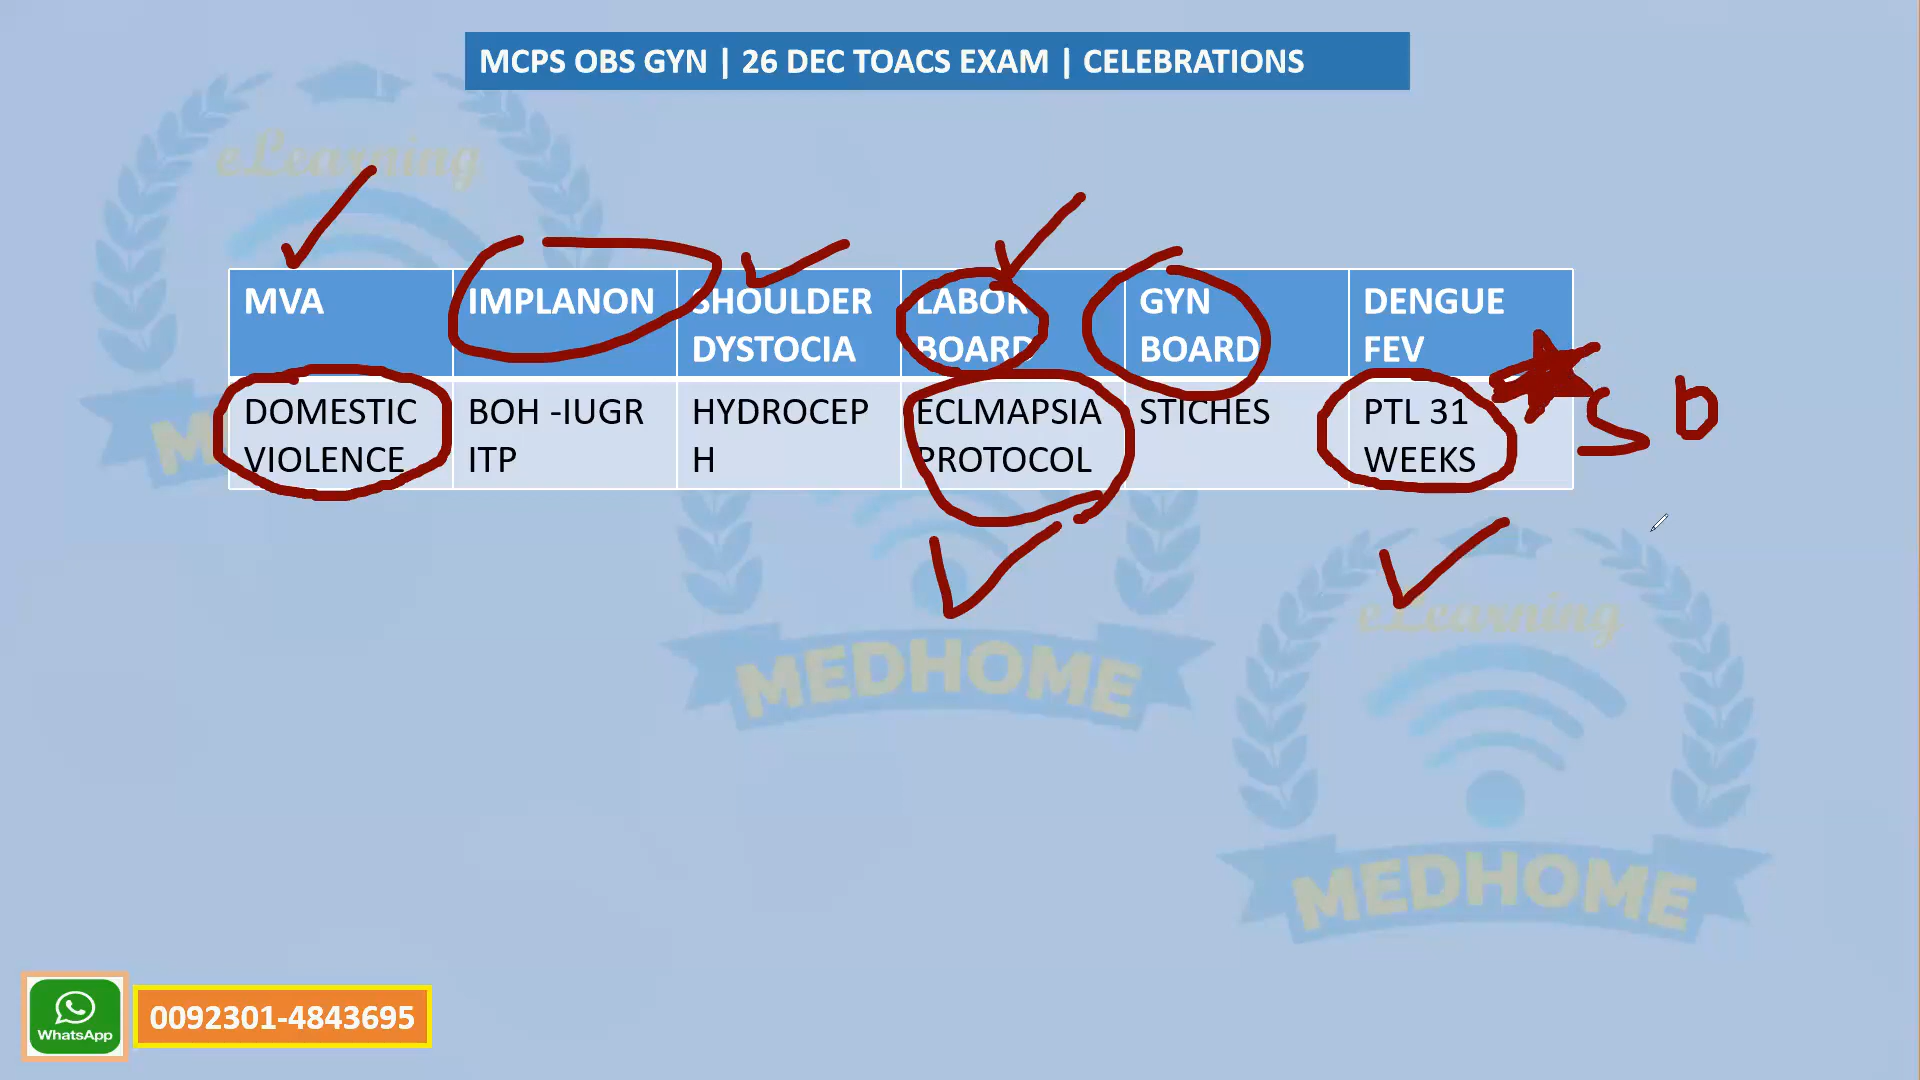 MCPS OBS GYN | 26 DEC TOACS EXAM | CELEBRATIONS
eLearning
MVA
IMPLANON
SHOULDER
DYSTOCIA
LABOR
BOARD
GYN
BOARD
DENGUE
FEV
DOMESTIC
VIOLENCE
BOH -IUGR
ITP
HYDROCEP
H
ECLMAPSIA
PROTOCOL
STICHES
PTL 31
WEEKS
eLearning
MEDHOME
MEDHOME
WhatsApp
0092301-4843695